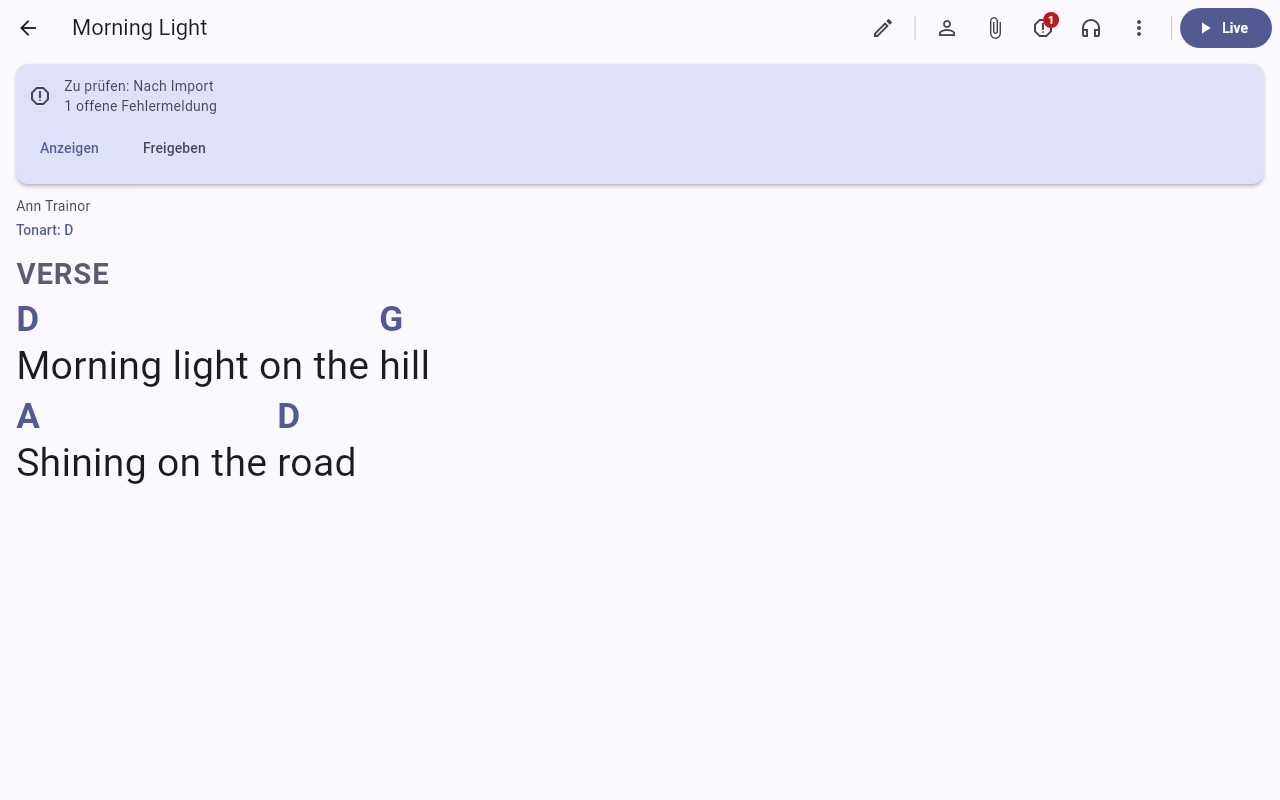 Morning Light
1
Live
Zu prüfen: Nach Import
1 offene Fehlermeldung
Anzeigen Freigeben
Ann Trainor
Tonart: D
VERSE
D G
Morning light on the hill
A D
Shining on the road